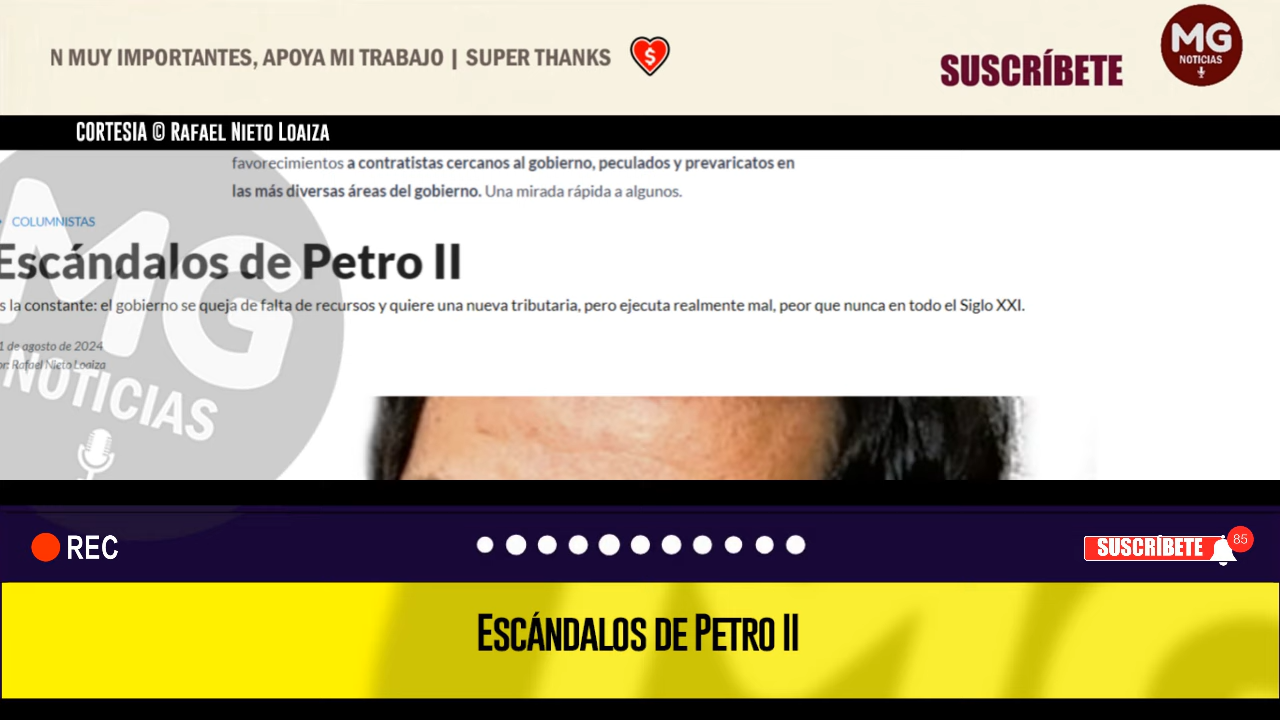 N MUY IMPORTANTES, APOYA MI TRABAJO | SUPER THANKS
$
SUSCRÍBETE
MG
NOTICIAS
CORTESIA © RAFAEL NIETO LOAIZA
favorecimientos a contratistas cercanos al gobierno, peculados y prevaricatos en
las más diversas áreas del gobierno. Una mirada rápida a algunos.
COLUMNISTAS
Escándalos de Petro II
s la constante: el gobierno se queja de falta de recursos y quiere una nueva tributaria, pero ejecuta realmente mal, peor que nunca en todo el Siglo XXI.
1 de agosto de 2024
or: Rafael Nieto Loaiza
MG
NOTICIAS
REC
SUSCRÍBETE
85
ESCÁNDALOS DE PETRO II